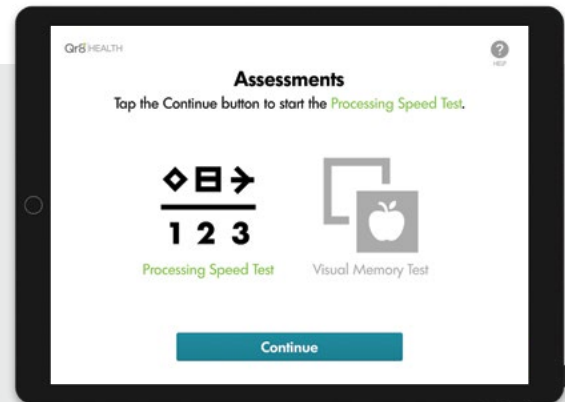 Qr8 HEALTH
HELP
Assessments
Tap the Continue button to start the Processing Speed Test.
1 2 3
Processing Speed Test
Visual Memory Test
Continue